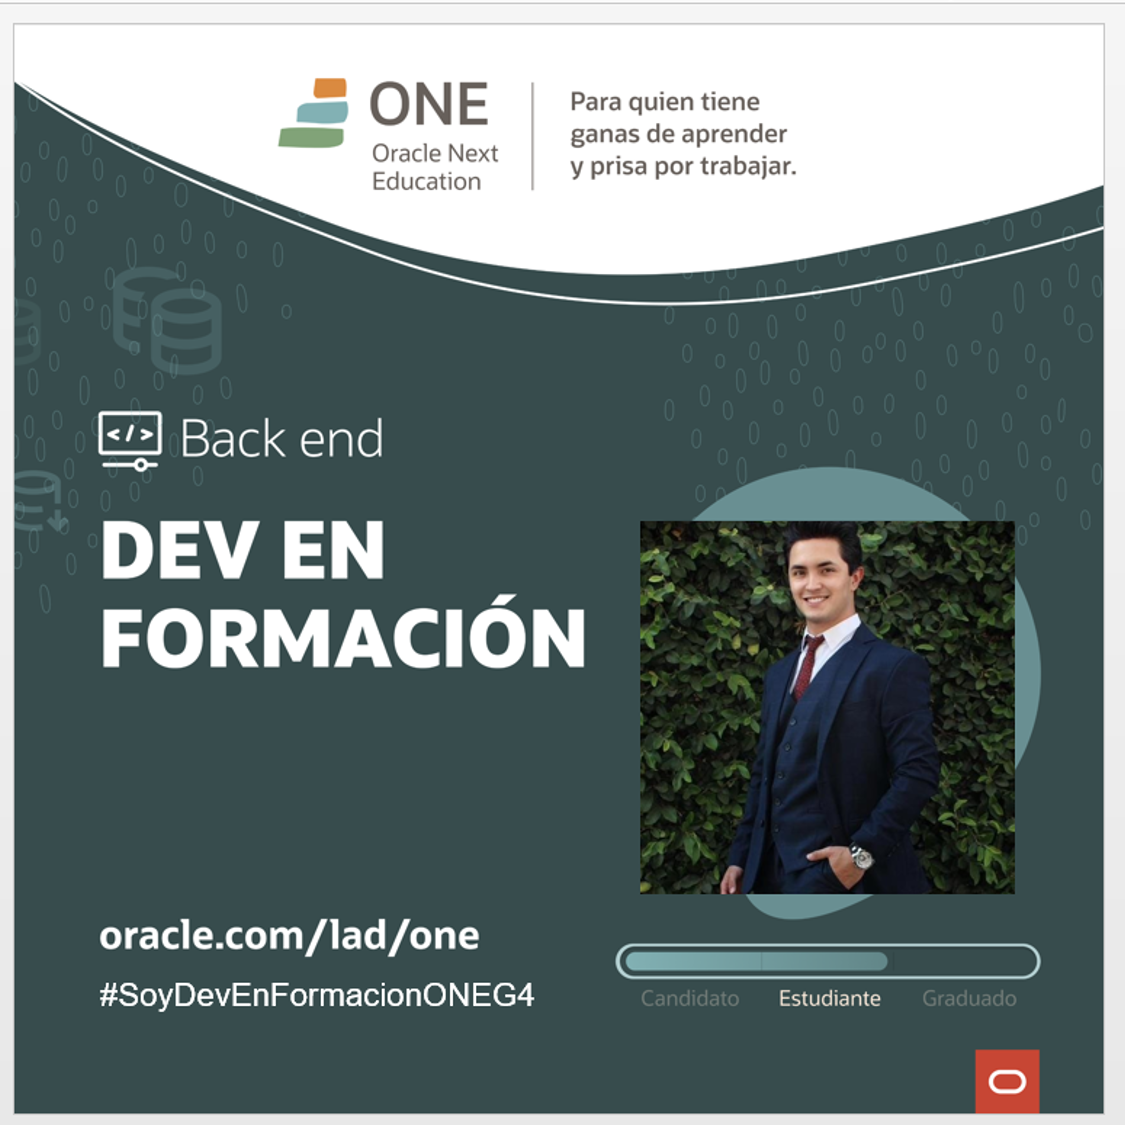 ONE
Oracle Next
Education
Para quien tiene
ganas de aprender
y prisa por trabajar.
</>
Back end
DEV EN
FORMACIÓN
oracle.com/lad/one
#SoyDevEnFormacionONEG4
Candidato Estudiante Graduado